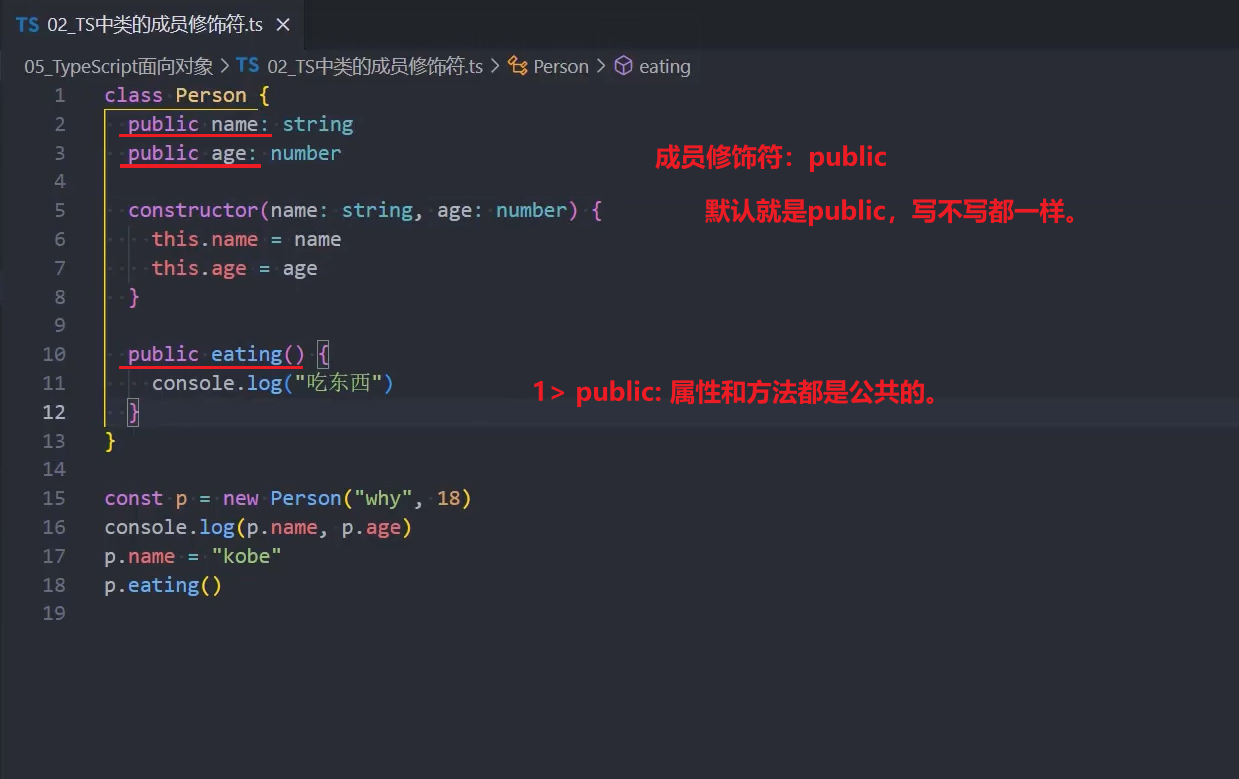 TS 02_TS中类的成员修饰符.ts ×
05_TypeScript面向对象 > TS 02_TS中类的成员修饰符.ts > Person > eating
1 class Person {
2 public name: string
3 public age: number
成员修饰符：public
4
5 constructor(name: string, age: number) {
默认就是public，写不写都一样。
6 this.name = name
7 this.age = age
8 }
9
10 public eating() {
11 console.log("吃东西")
1> public: 属性和方法都是公共的。
12 }
13 }
14
15 const p = new Person("why", 18)
16 console.log(p.name, p.age)
17 p.name = "kobe"
18 p.eating()
19